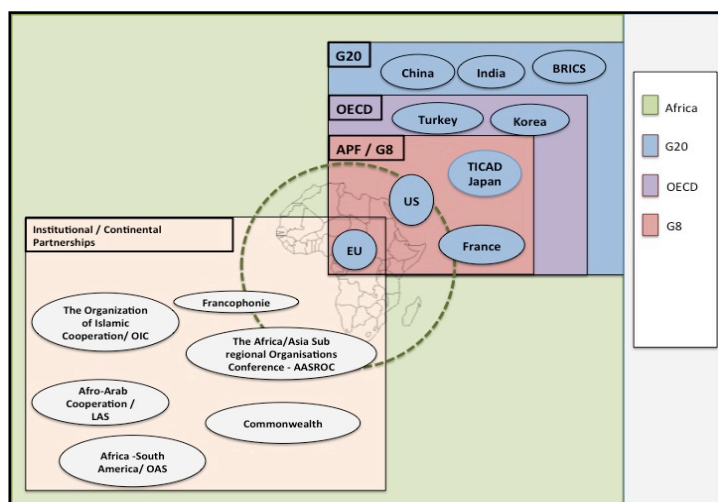 G20
China
India
BRICS
OECD
Turkey
Korea
APF / G8
TICAD
Japan
US
EU
France
Institutional / Continental
Partnerships
Francophonie
The Organization
of Islamic
Cooperation/ OIC
The Africa/Asia Sub
regional Organisations
Conference - AASROC
Afro-Arab
Cooperation /
LAS
Commonwealth
Africa -South
America/ OAS
Africa
G20
OECD
G8